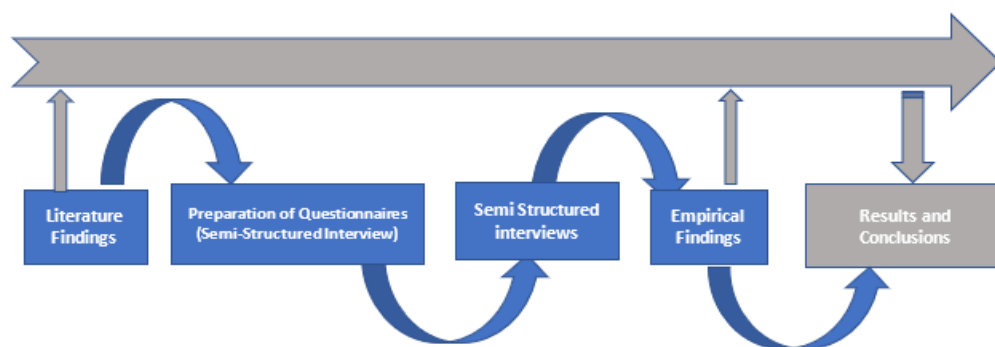 Literature
Findings
Preparation of Questionnaires
(Semi-Structured Interview)
Semi Structured
interviews
Empirical
Findings
Results and
Conclusions